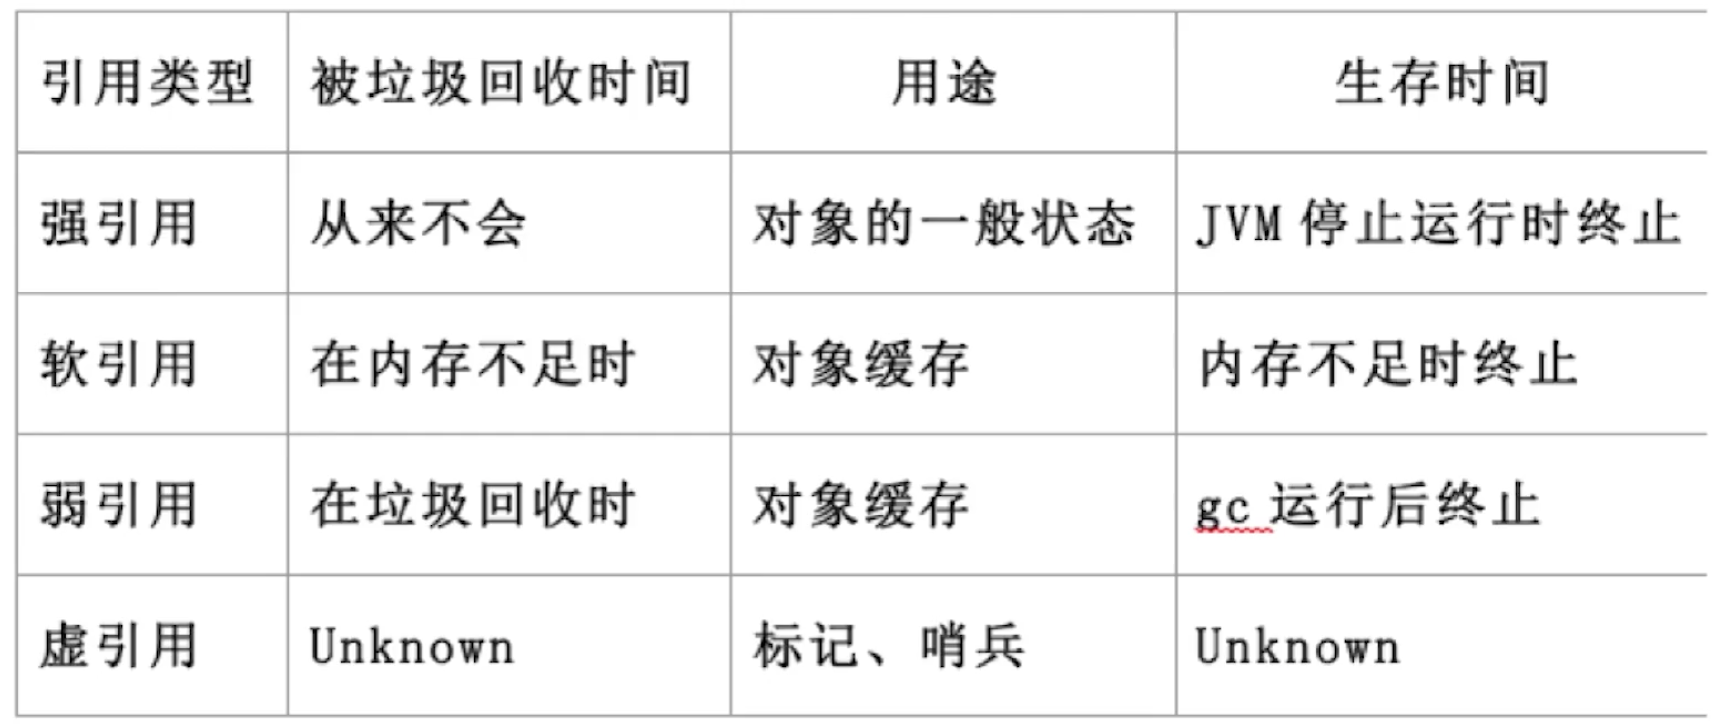 引用类型 被垃圾回收时间 用途 生存时间
强引用 从来不会 对象的一般状态 JVM 停止运行时终止
软引用 在内存不足时 对象缓存 内存不足时终止
弱引用 在垃圾回收时 对象缓存 gc 运行后终止
虚引用 Unknown 标记、哨兵 Unknown